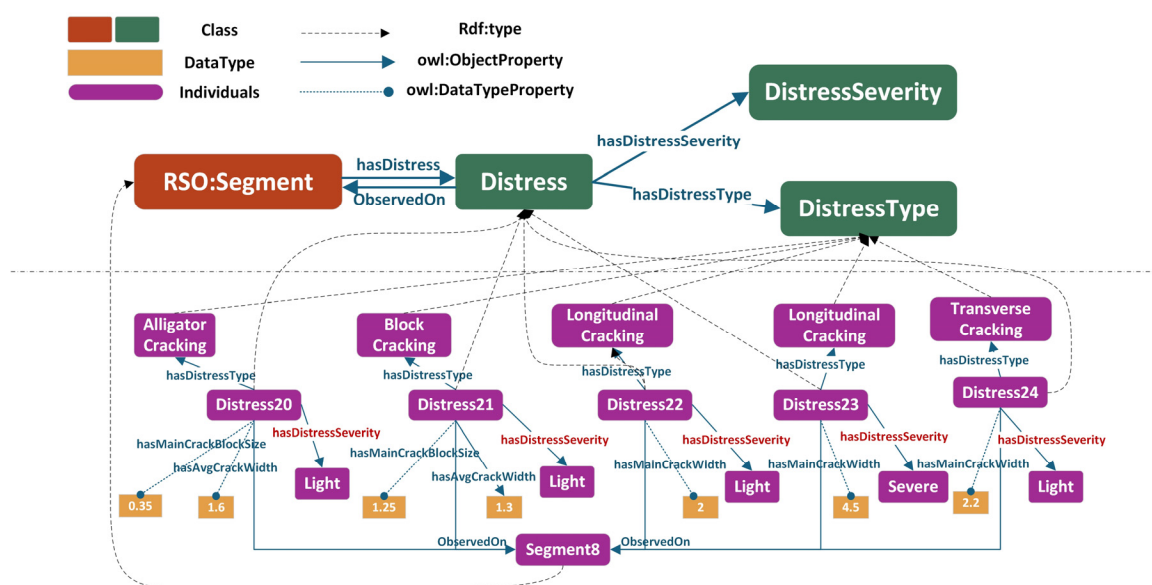 Class
Rdf:type
DataType
owl:ObjectProperty
Individuals
owl:DataTypeProperty
DistressSeverity
hasDistressSeverity
RSO:Segment
hasDistress
ObservedOn
Distress
hasDistressType
DistressType
Alligator
Cracking
Block
Cracking
Longitudinal
Cracking
Longitudinal
Cracking
Transverse
Cracking
hasDistressType
hasDistressType
hasDistressType
hasDistressType
hasDistressType
Distress20
Distress21
Distress22
Distress23
Distress24
hasMainCrackBlockSize
hasAvgCrackWidth
hasDistressSeverity
hasMainCrackBlockSize
hasAvgCrackWidth
hasDistressSeverity
hasMainCrackWIdth
hasDistressSeverity
hasMainCrackWidth
hasDistressSeverity
hasMainCrackWidth
hasDistressSeverity
0.35
1.6
Light
1.25
1.3
Light
2
Light
4.5
Severe
2.2
Light
ObservedOn
Segment8
ObservedOn